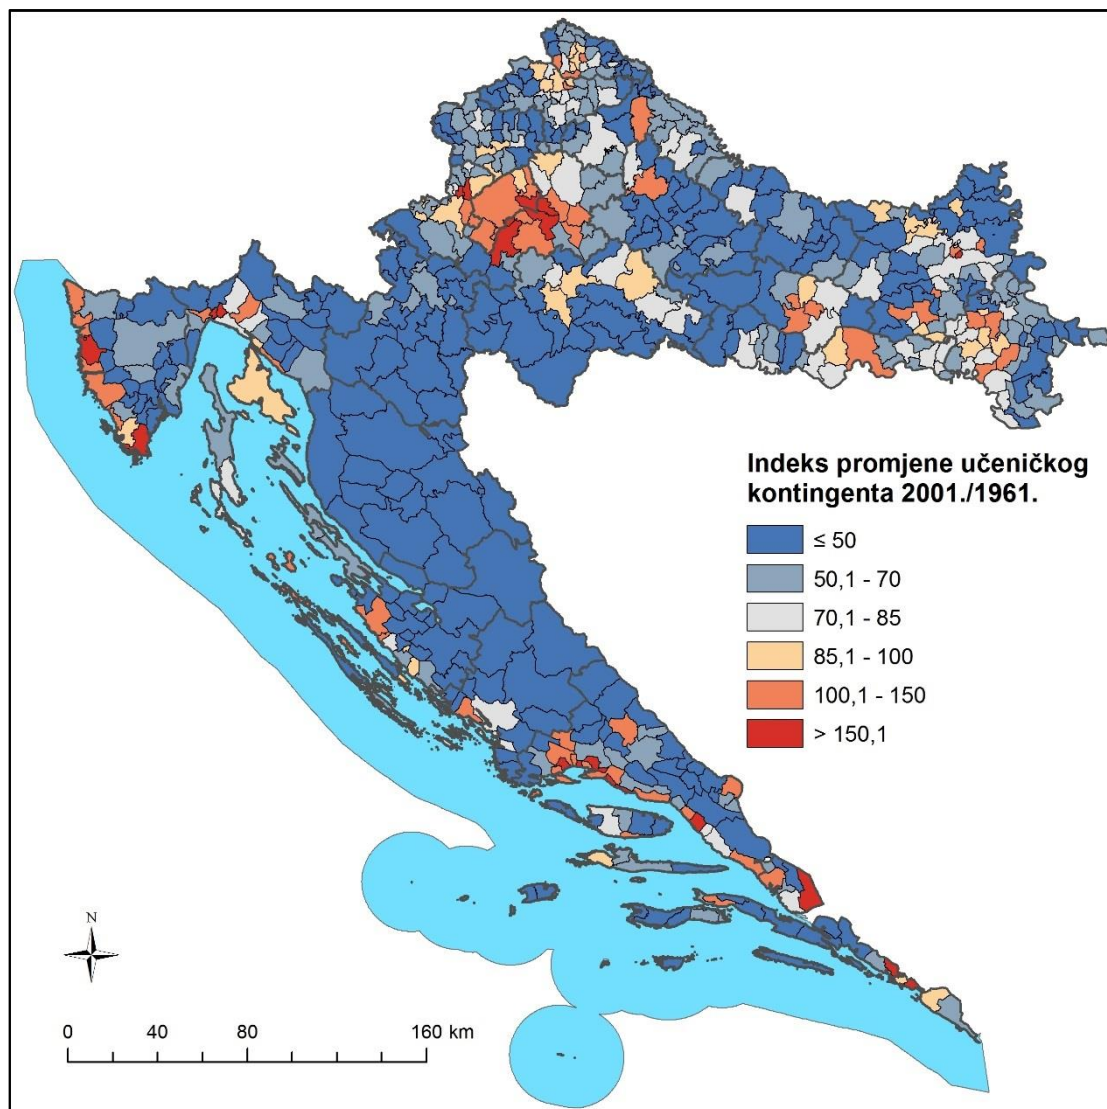 Indeks promjene učeničkog
kontingenta 2001./1961.
≤ 50
50,1 - 70
70,1 - 85
85,1 - 100
100,1 - 150
> 150,1
N
0 40 80 160 km